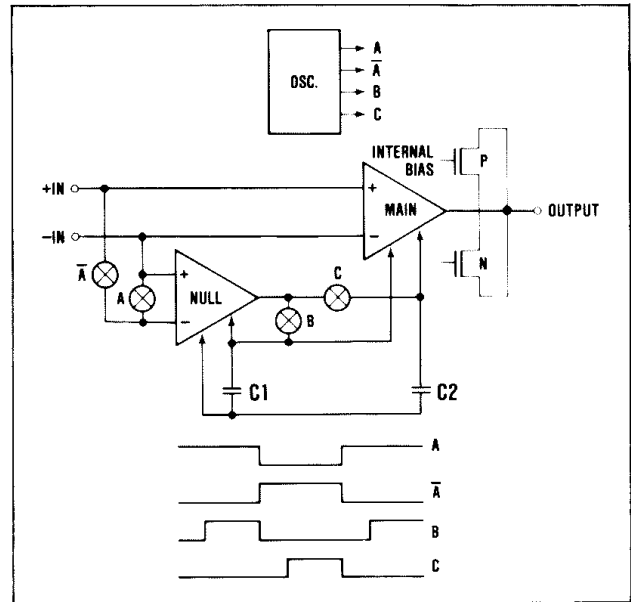 OSC.
A
A̅
B
C
INTERNAL
BIAS
P
+IN
+
MAIN
OUTPUT
-IN
−
N
A̅
A
+
NULL
−
C
B
C1
C2
A
A̅
B
C